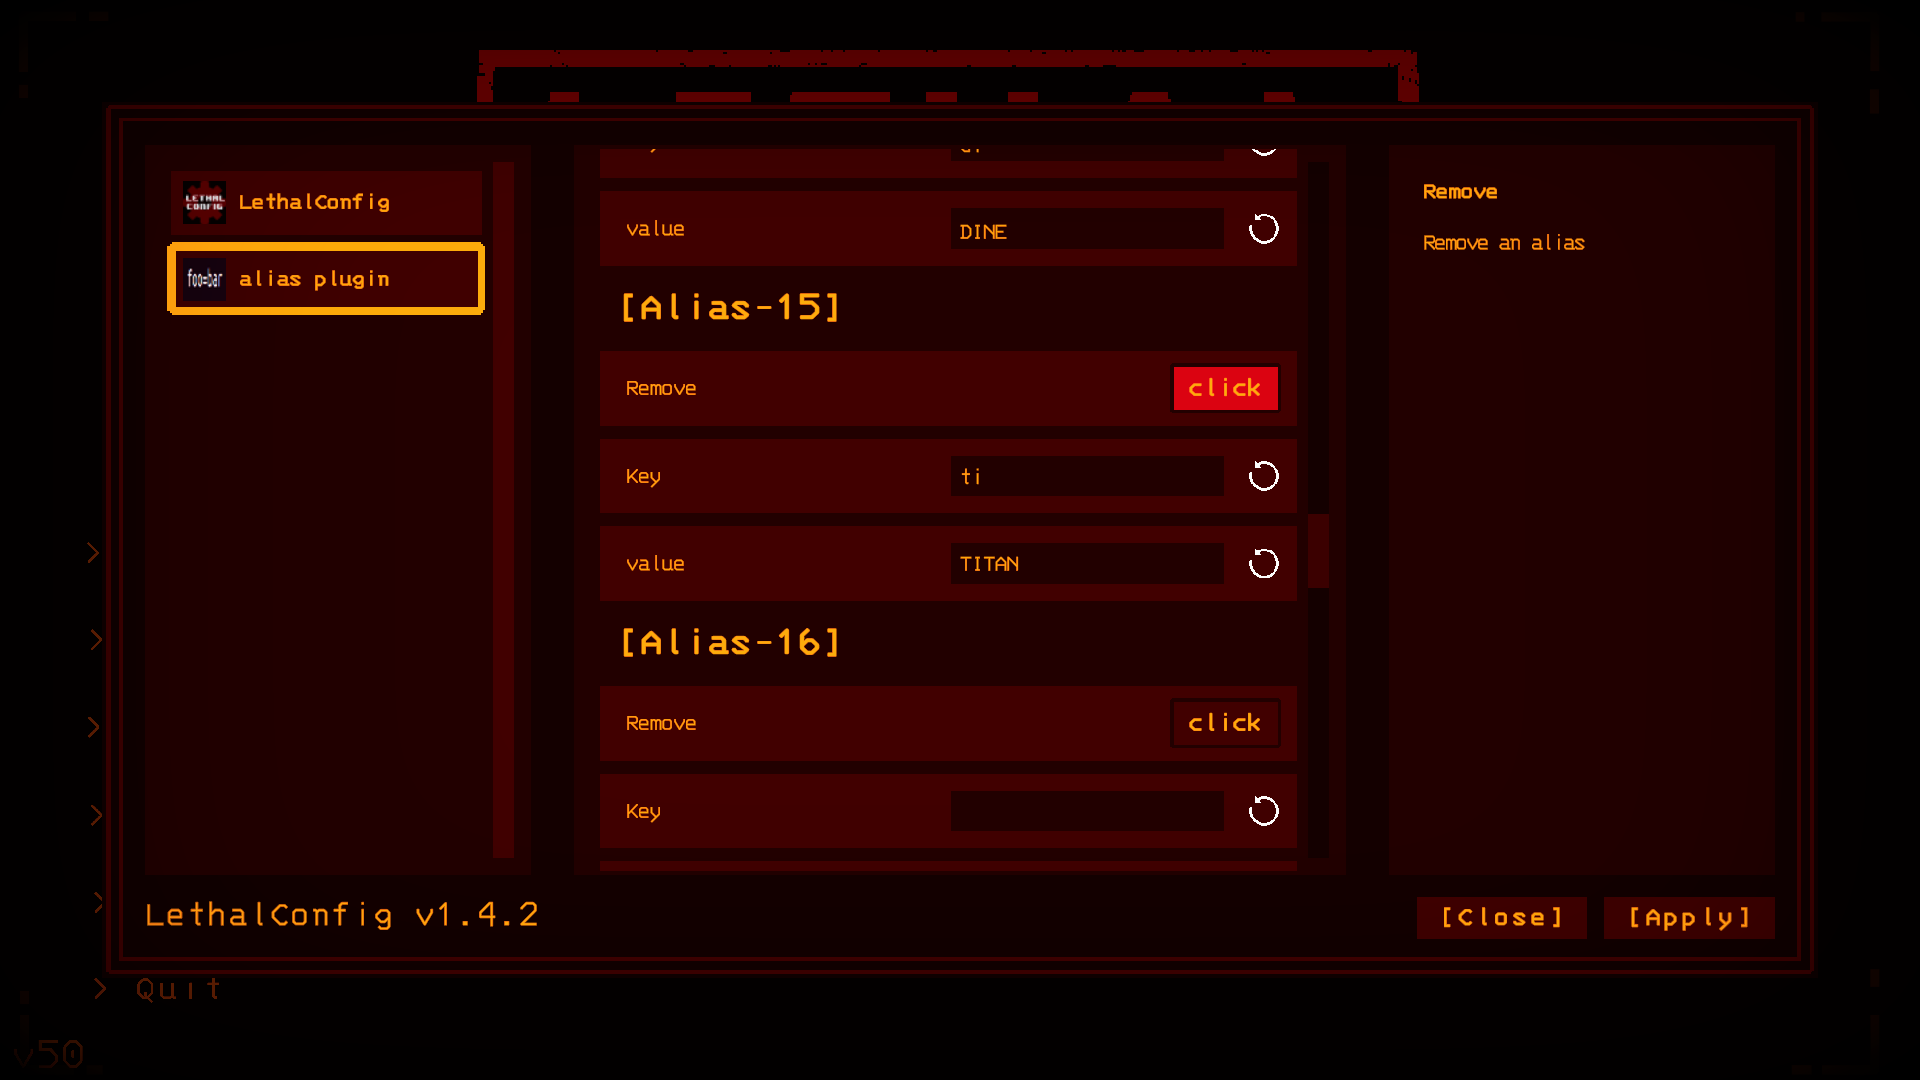 LETHAL
CONFIG
LethalConfig
foo=bar
alias plugin
value
DINE
[Alias-15]
Remove
click
Key
ti
value
TITAN
[Alias-16]
Remove
click
Key
Remove
Remove an alias
LethalConfig v1.4.2
[Close]
[Apply]
> Quit
v50